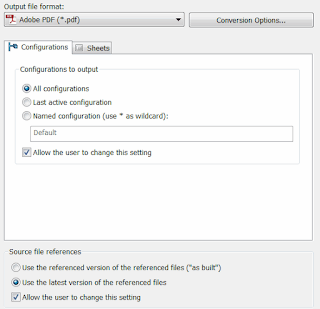 Output file format:
Adobe PDF (*.pdf)
Conversion Options...
Configurations
Sheets
Configurations to output
All configurations
Last active configuration
Named configuration (use * as wildcard):
Default
Allow the user to change this setting
Source file references
Use the referenced version of the referenced files ("as built")
Use the latest version of the referenced files
Allow the user to change this setting